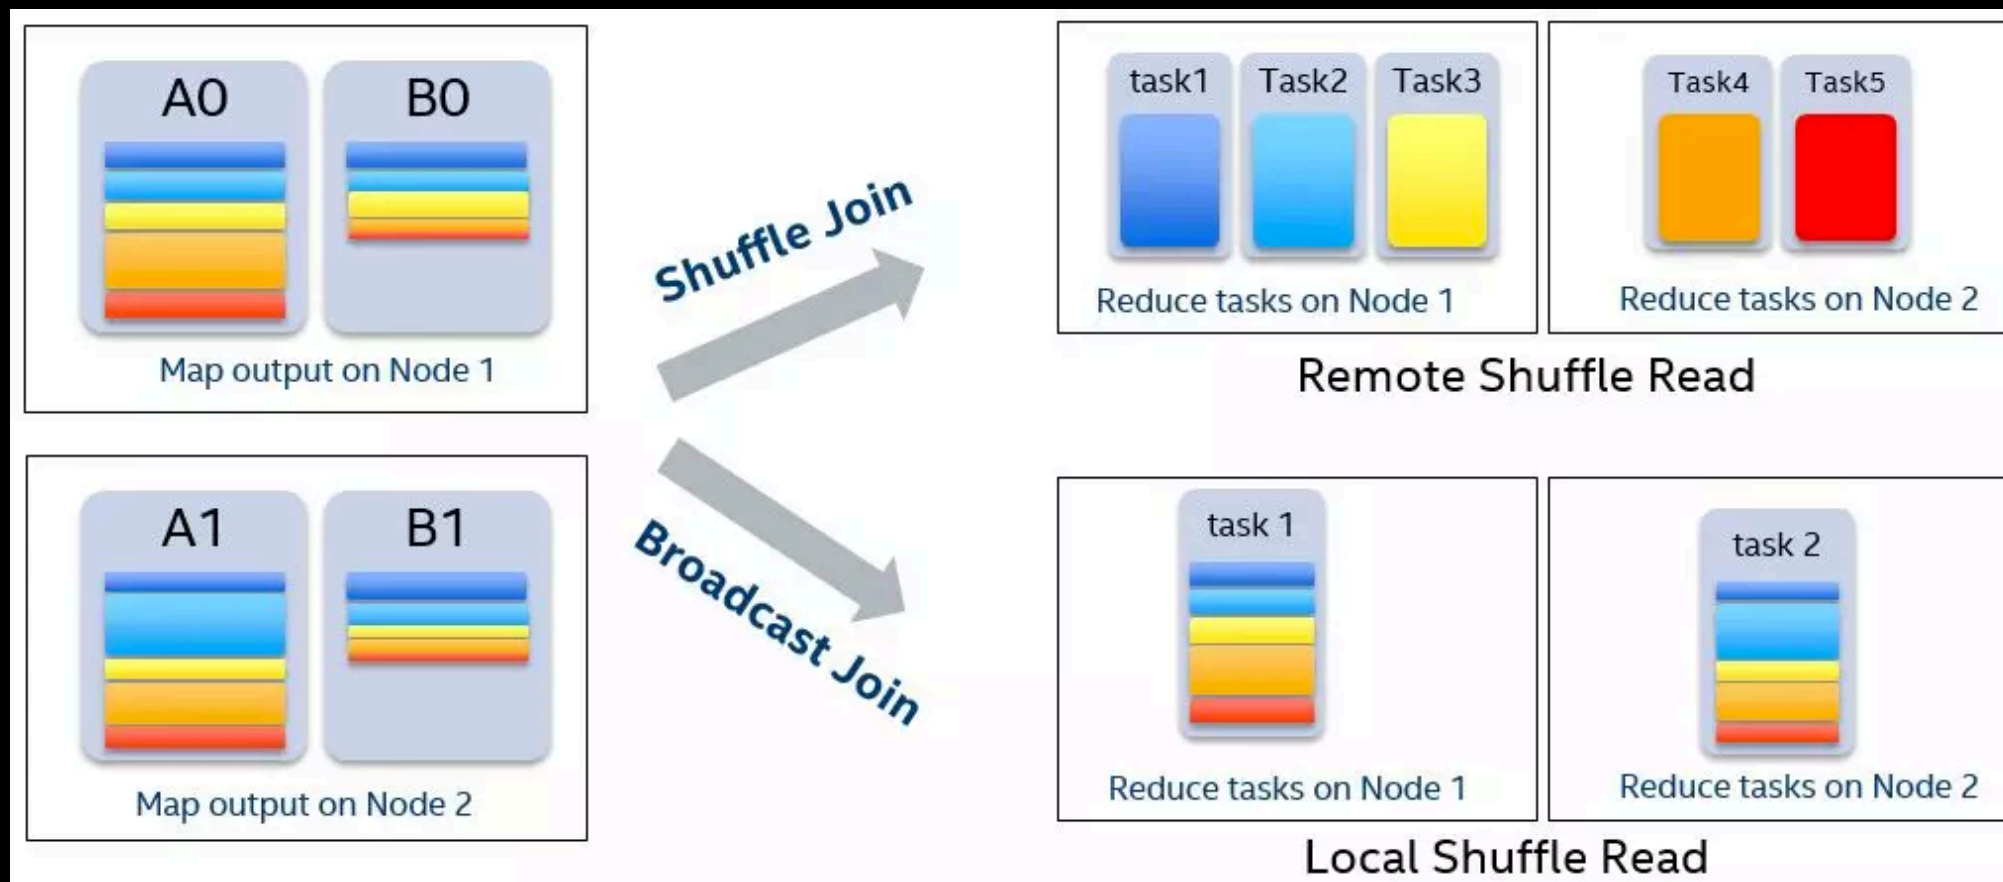 A0
B0
Map output on Node 1
A1
B1
Map output on Node 2
Shuffle Join
Broadcast Join
task1
Task2
Task3
Reduce tasks on Node 1
Task4
Task5
Reduce tasks on Node 2
Remote Shuffle Read
task 1
Reduce tasks on Node 1
task 2
Reduce tasks on Node 2
Local Shuffle Read